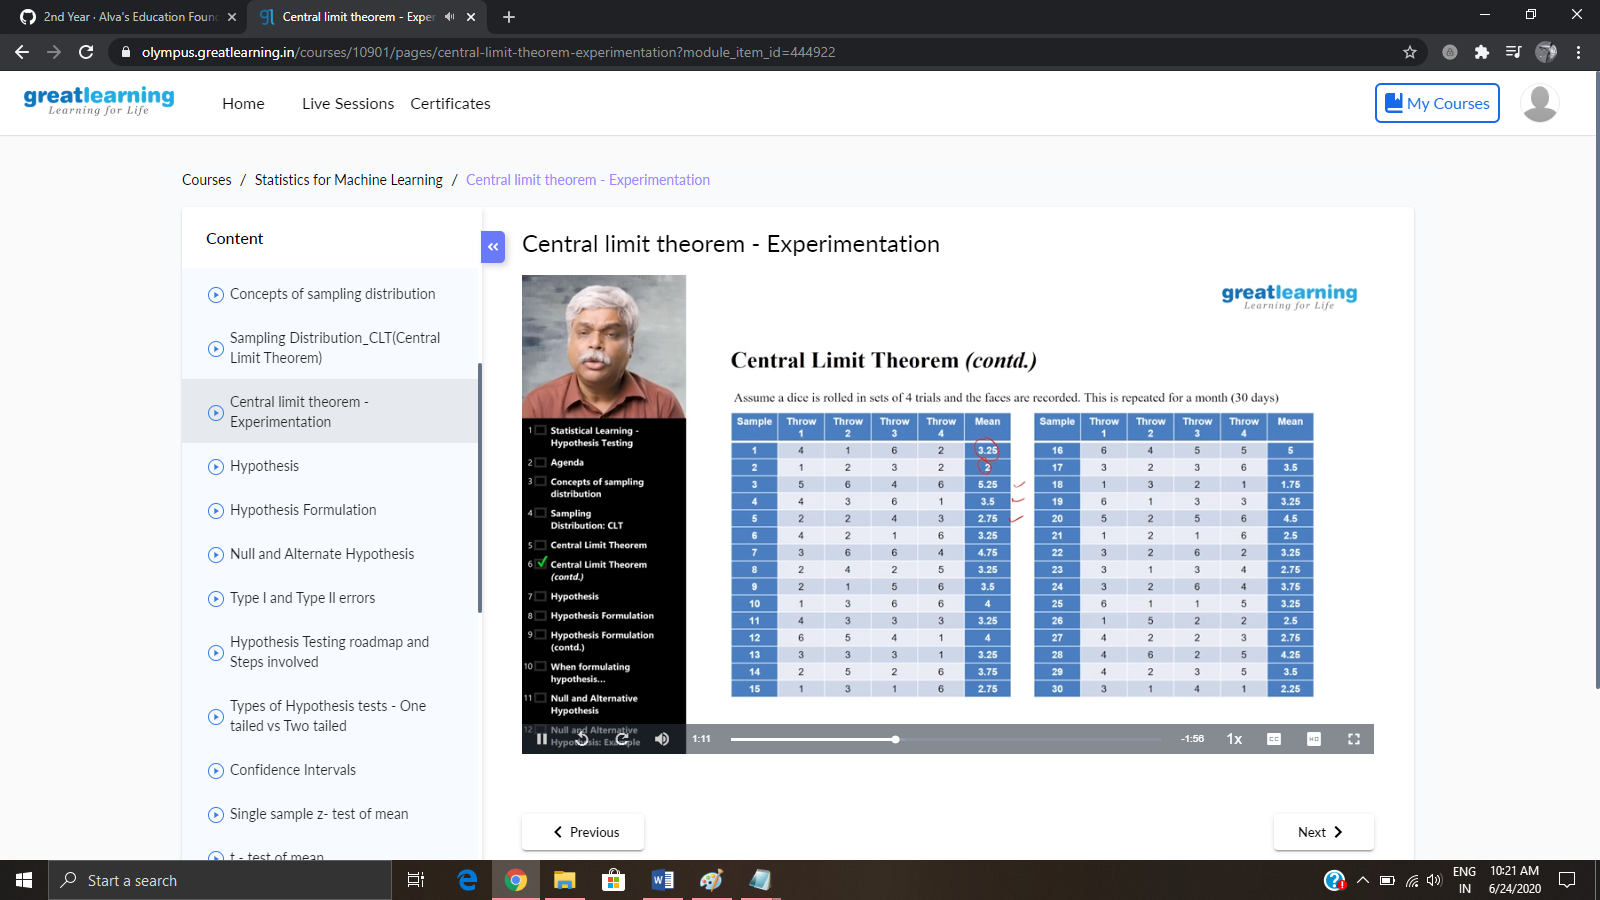 2nd Year · Alva's Education Foun
Central limit theorem - Exper
olympus.greatlearning.in/courses/10901/pages/central-limit-theorem-experimentation?module_item_id=444922
greatlearning
Learning for Life
Home
Live Sessions
Certificates
My Courses
Courses / Statistics for Machine Learning / Central limit theorem - Experimentation
Content
Concepts of sampling distribution
Sampling Distribution_CLT(Central
Limit Theorem)
Central limit theorem -
Experimentation
Hypothesis
Hypothesis Formulation
Null and Alternate Hypothesis
Type I and Type II errors
Hypothesis Testing roadmap and
Steps involved
Types of Hypothesis tests - One
tailed vs Two tailed
Confidence Intervals
Single sample z- test of mean
t - test of mean
Central limit theorem - Experimentation
1 Statistical Learning -
Hypothesis Testing
2 Agenda
3 Concepts of sampling
distribution
4 Sampling
Distribution: CLT
5 Central Limit Theorem
6 Central Limit Theorem
(contd.)
7 Hypothesis
8 Hypothesis Formulation
9 Hypothesis Formulation
(contd.)
10 When formulating
hypothesis...
11 Null and Alternative
Hypothesis
12 Null and Alternative
Hypothesis: Example
greatlearning
Learning for Life
Central Limit Theorem (contd.)
Assume a dice is rolled in sets of 4 trials and the faces are recorded. This is repeated for a month (30 days)
Sample Throw 1 Throw 2 Throw 3 Throw 4 Mean
1 4 1 6 2 3.25
2 1 2 3 2 2
3 5 6 4 6 5.25
4 4 3 6 1 3.5
5 2 2 4 3 2.75
6 4 2 1 6 3.25
7 3 6 6 4 4.75
8 2 4 2 5 3.25
9 2 1 5 6 3.5
10 1 3 6 6 4
11 4 3 3 3 3.25
12 6 5 4 1 4
13 3 3 3 1 3.25
14 2 5 2 6 3.75
15 1 3 1 6 2.75
Sample Throw 1 Throw 2 Throw 3 Throw 4 Mean
16 6 4 5 5 5
17 3 2 3 6 3.5
18 1 3 2 1 1.75
19 6 1 3 3 3.25
20 5 2 5 6 4.5
21 1 2 1 6 2.5
22 3 2 6 2 3.25
23 3 1 3 4 2.75
24 3 2 6 4 3.75
25 6 1 1 5 3.25
26 1 5 2 2 2.5
27 4 2 2 3 2.75
28 4 6 2 5 4.25
29 4 2 3 5 3.5
30 3 1 4 1 2.25
1:11
-1:56
1x
CC
HD
Previous
Next
Start a search
ENG
IN
10:21 AM
6/24/2020